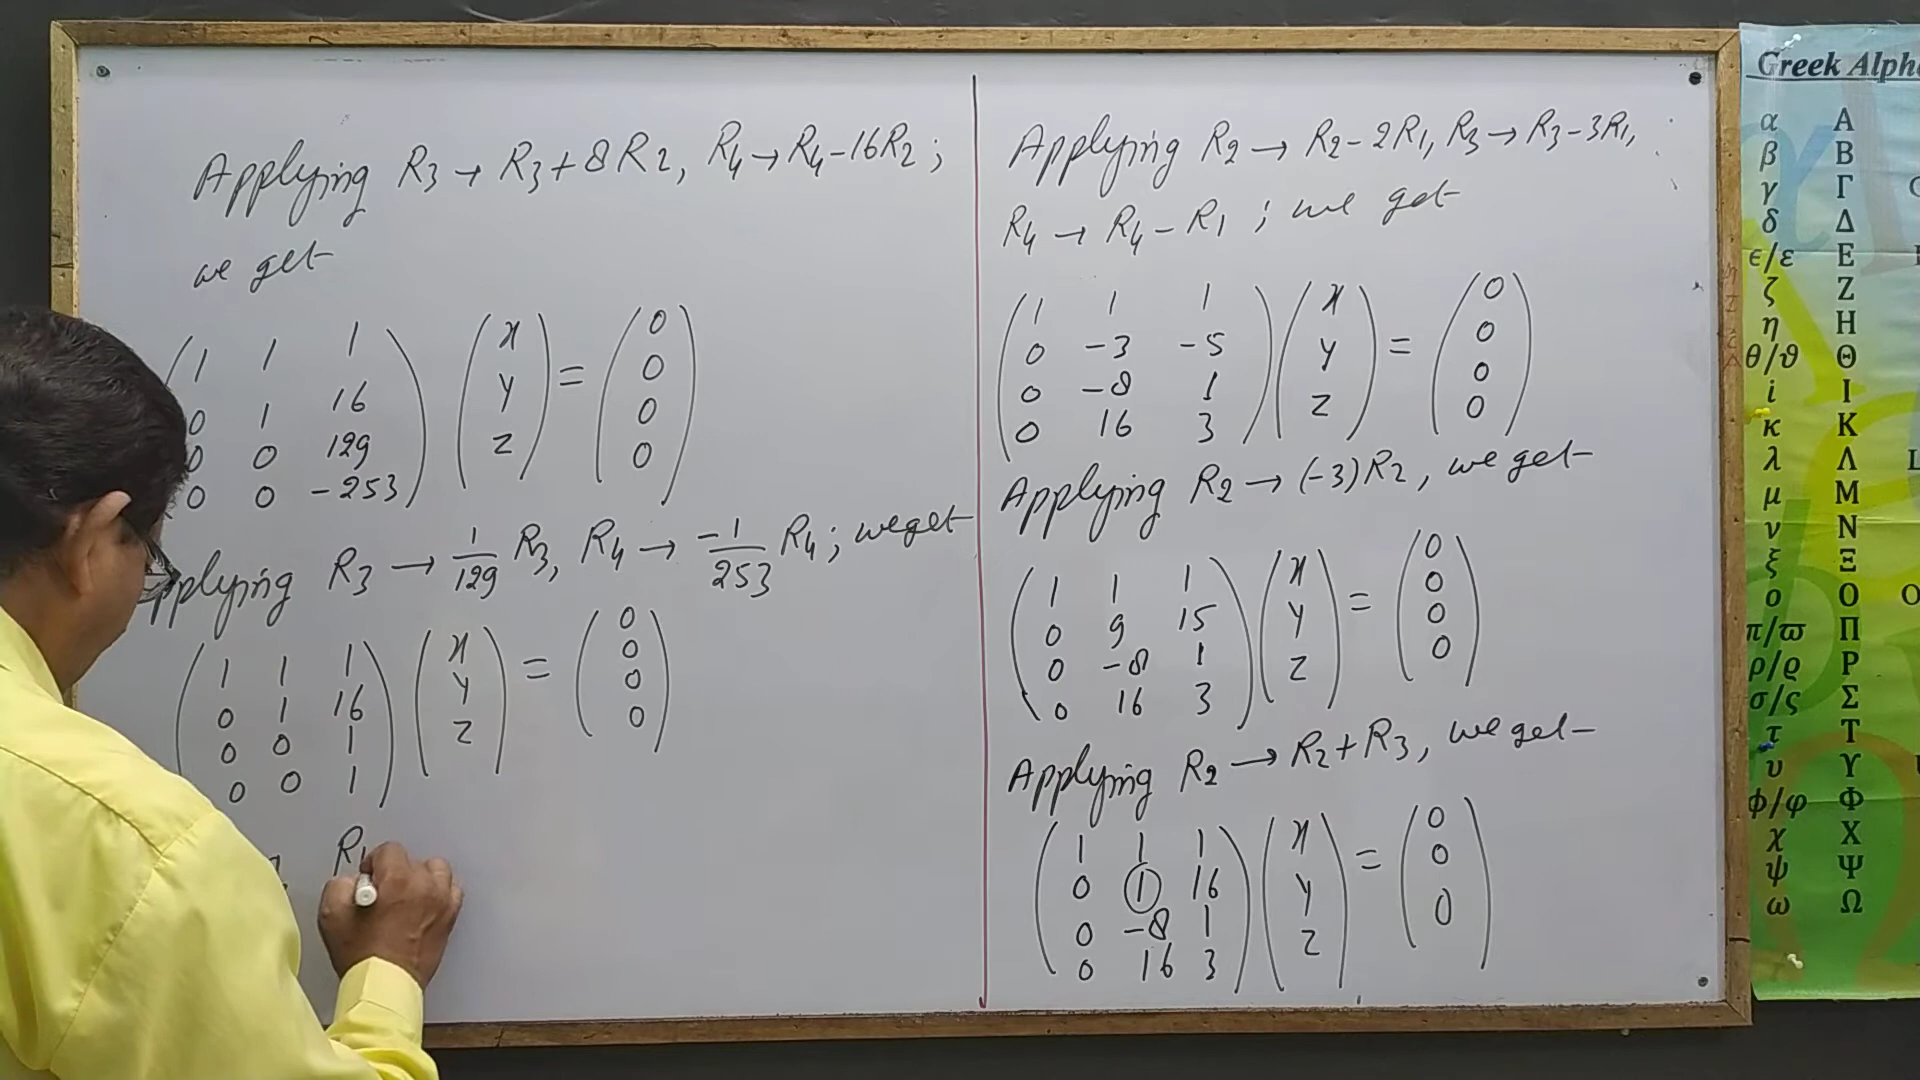 Applying R3 → R3 + 8R2, R4 → R4 - 16R2;
we get
1 1 1 x 0
0 1 16 y = 0
0 0 129 z 0
0 0 -253 0
pplying R3 → 1/129 R3, R4 → -1/253 R4; we get
1 1 1 x 0
0 1 16 y = 0
0 0 1 z 0
0 0 1 0
R4
Applying R2 → R2 - 2R1, R3 → R3 - 3R1,
R4 → R4 - R1; we get
1 1 1 x 0
0 -3 -5 y = 0
0 -8 1 z 0
0 16 3 0
Applying R2 → (-3)R2, we get
1 1 1 x 0
0 9 15 y = 0
0 -8 1 z 0
0 16 3 0
Applying R2 → R2 + R3, we get
1 1 1 x 0
0 1 16 y = 0
0 -8 1 z 0
0 16 3
Greek Alph
α Α
β Β
γ Γ
δ Δ
ϵ/ε Ε
ζ Ζ
η Η
θ/ϑ Θ
i Ι
κ Κ
λ Λ
μ Μ
ν Ν
ξ Ξ
ο Ο
π/ϖ Π
ρ/ϱ Ρ
σ/ς Σ
τ Τ
υ Υ
ϕ/φ Φ
χ Χ
ψ Ψ
ω Ω